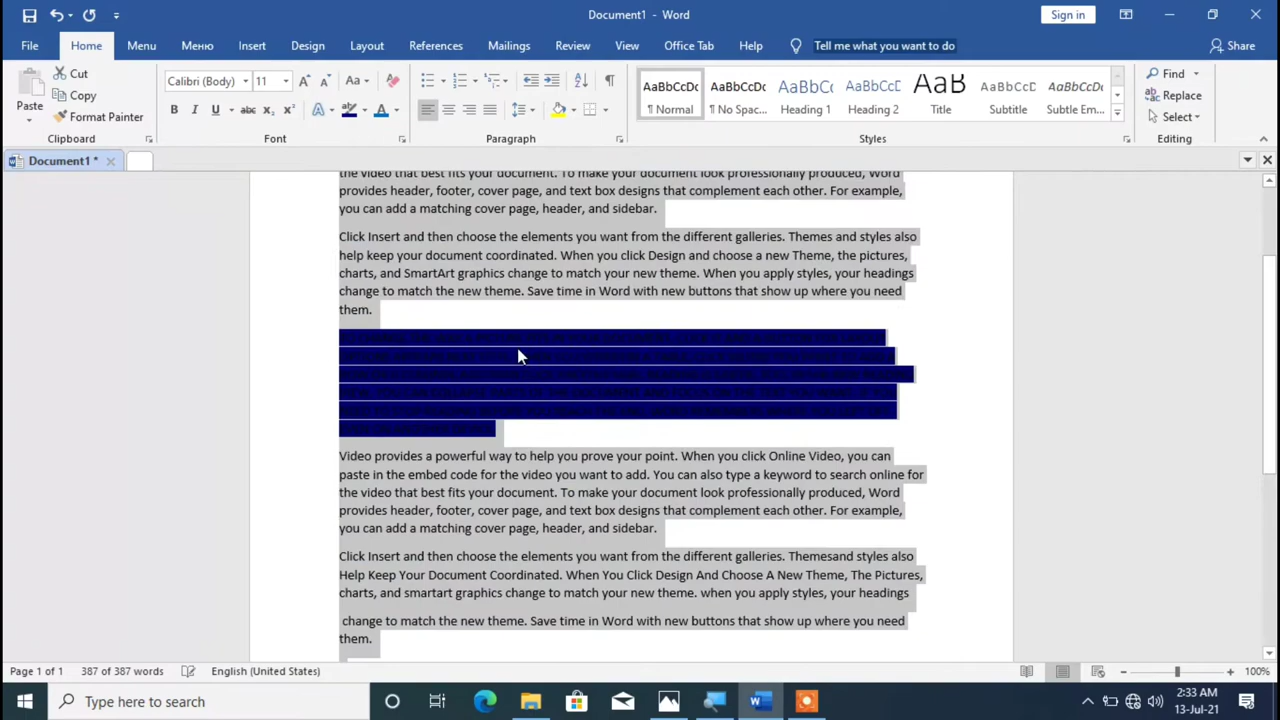 Document1 - Word
Sign in
File Home Menu Меню Insert Design Layout References Mailings Review View Office Tab Help Tell me what you want to do Share
Paste
Cut
Copy
Format Painter
Clipboard
Calibri (Body) 11
Font
Paragraph
AaBbCcDc AaBbCcDc AaBbCc AaBbCcD AaB AaBbCcD AaBbCcDc
¶ Normal ¶ No Spac... Heading 1 Heading 2 Title Subtitle Subtle Em...
Styles
Find
Replace
Select
Editing
Document1 *
the video that best fits your document. To make your document look professionally produced, Word
provides header, footer, cover page, and text box designs that complement each other. For example,
you can add a matching cover page, header, and sidebar.
Click Insert and then choose the elements you want from the different galleries. Themes and styles also
help keep your document coordinated. When you click Design and choose a new Theme, the pictures,
charts, and SmartArt graphics change to match your new theme. When you apply styles, your headings
change to match the new theme. Save time in Word with new buttons that show up where you need
them.
Video provides a powerful way to help you prove your point. When you click Online Video, you can
paste in the embed code for the video you want to add. You can also type a keyword to search online for
the video that best fits your document. To make your document look professionally produced, Word
provides header, footer, cover page, and text box designs that complement each other. For example,
you can add a matching cover page, header, and sidebar.
Click Insert and then choose the elements you want from the different galleries. Themesand styles also
Help Keep Your Document Coordinated. When You Click Design And Choose A New Theme, The Pictures,
charts, and smartart graphics change to match your new theme. when you apply styles, your headings
change to match the new theme. Save time in Word with new buttons that show up where you need
them.
Page 1 of 1 387 of 387 words English (United States) 100%
Type here to search
2:33 AM
13-Jul-21